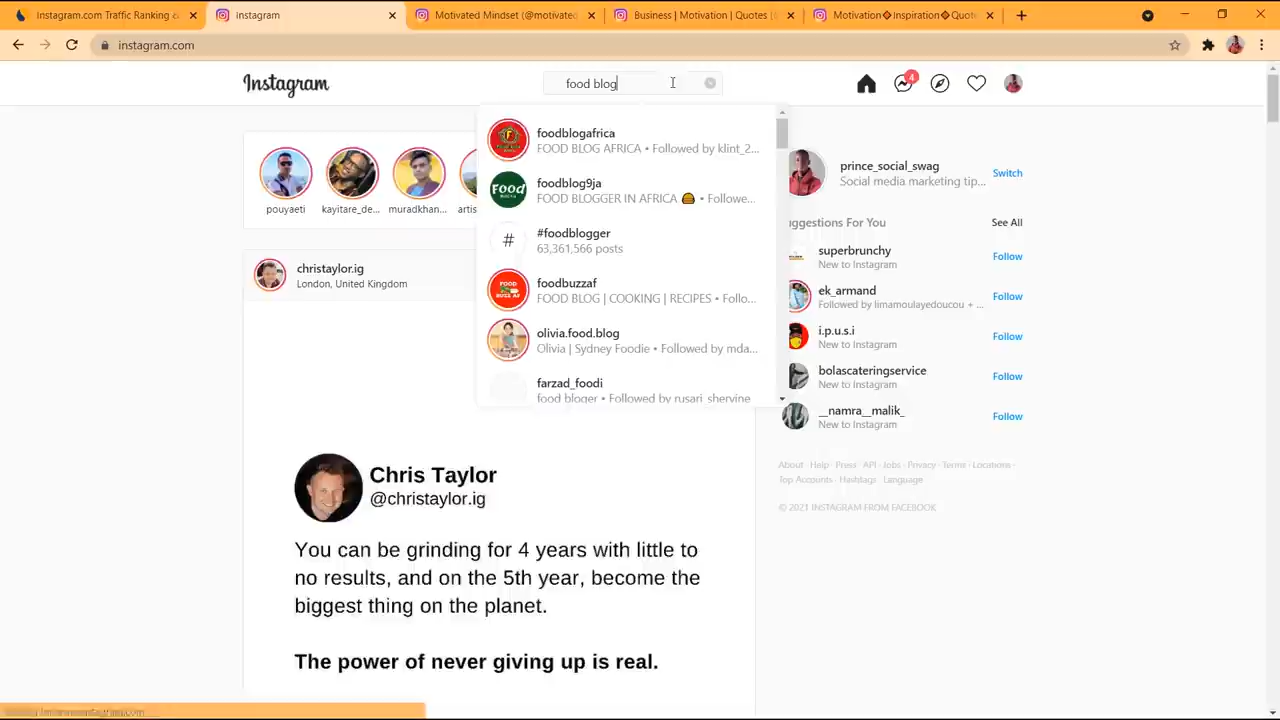 Instagram.com Traffic Ranking
Instagram
Motivated Mindset (@motivated
Business | Motivation | Quotes (
Motivation�Inspiration�Quot
instagram.com
Instagram
food blog
4
foodblogafrica
FOOD BLOG AFRICA • Followed by klint_2...
foodblog9ja
FOOD BLOGGER IN AFRICA 🍔 • Followe...
#
#foodblogger
63,361,566 posts
foodbuzzaf
FOOD BLOG | COOKING | RECIPES • Follo...
olivia.food.blog
Olivia | Sydney Foodie • Followed by mda...
farzad_foodi
food bloger • Followed by rusari_shervine
pouyaeti
kayitare_de...
muradkhan...
artis
christaylor.ig
London, United Kingdom
Chris Taylor
@christaylor.ig
You can be grinding for 4 years with little to
no results, and on the 5th year, become the
biggest thing on the planet.
The power of never giving up is real.
prince_social_swag
Social media marketing tip...
Switch
uggestions For You
See All
superbrunchy
New to Instagram
Follow
ek_armand
Followed by limamoulayedoucou + ...
Follow
i.p.u.s.i
New to Instagram
Follow
bolascateringservice
New to Instagram
Follow
__namra__malik_
New to Instagram
Follow
About · Help · Press · API · Jobs · Privacy · Terms · Locations ·
Top Accounts · Hashtags · Language
© 2021 INSTAGRAM FROM FACEBOOK